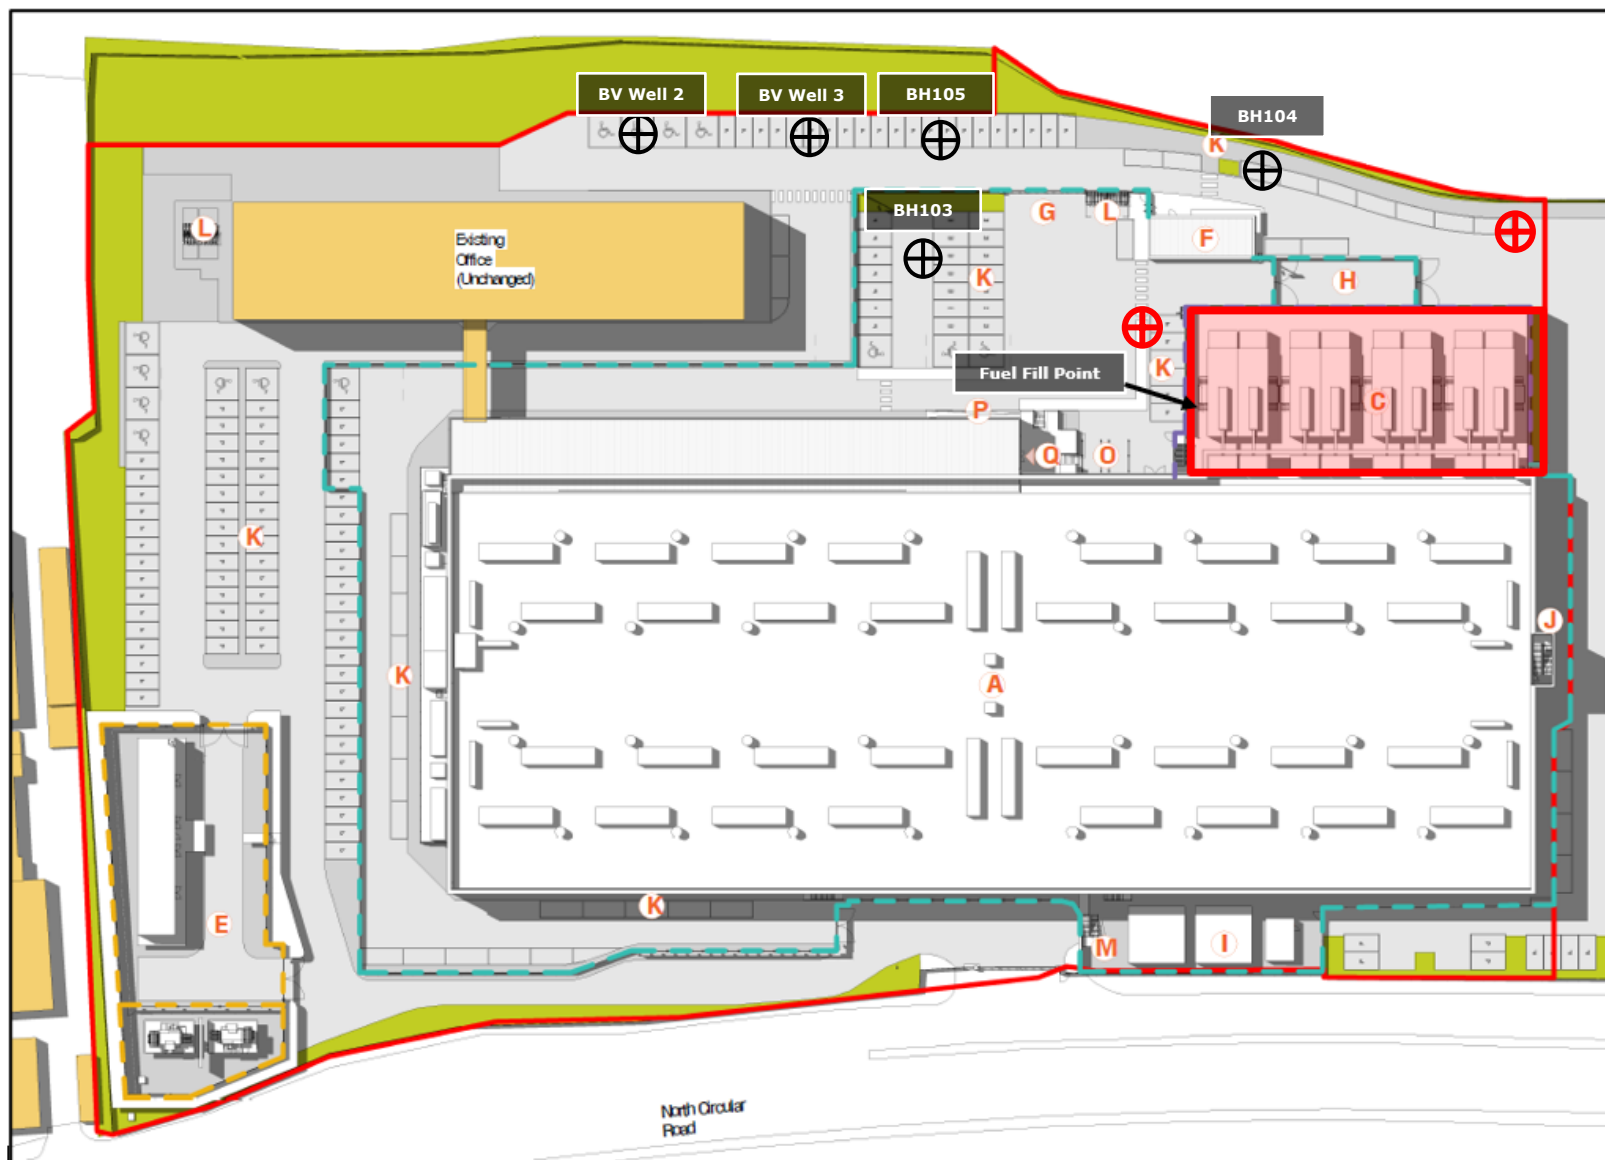 BV Well 2
BV Well 3
BH105
BH104
K
BH103
L
G
L
F
Existing
Office
(Unchanged)
K
H
Fuel Fill Point
K
C
P
Q
O
K
J
K
A
E
K
M
I
North Circular
Road